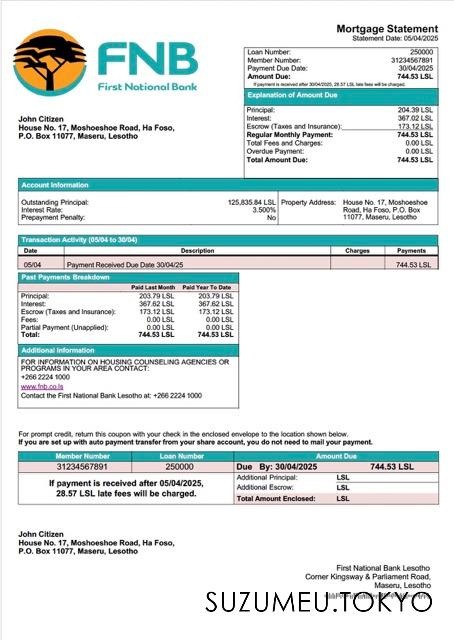 Mortgage Statement
Statement Date: 05/04/2025
FNB
First National Bank
Loan Number: 250000
Member Number: 31234567891
Payment Due Date: 30/04/2025
Amount Due: 744.53 LSL
If payment is received after 30/04/2025, 28.57 LSL late fees will be charged.
Explanation of Amount Due
Principal: 204.39 LSL
Interest: 367.02 LSL
Escrow (Taxes and Insurance): 173.12 LSL
Regular Monthly Payment: 744.53 LSL
Total Fees and Charges: 0.00 LSL
Overdue Payment: 0.00 LSL
Total Amount Due: 744.53 LSL
John Citizen
House No. 17, Moshoeshoe Road, Ha Foso,
P.O. Box 11077, Maseru, Lesotho
Account Information
Outstanding Principal: 125,835.84 LSL
Interest Rate: 3.500%
Prepayment Penalty: No
Property Address: House No. 17, Moshoeshoe
Road, Ha Foso, P.O. Box
11077, Maseru, Lesotho
Transaction Activity (05/04 to 30/04)
Date Description Charges Payments
05/04 Payment Received Due Date 30/04/25 744.53 LSL
Past Payments Breakdown
Paid Last Month Paid Year To Date
Principal: 203.79 LSL 203.79 LSL
Interest: 367.62 LSL 367.62 LSL
Escrow (Taxes and Insurance): 173.12 LSL 173.12 LSL
Fees: 0.00 LSL 0.00 LSL
Partial Payment (Unapplied): 0.00 LSL 0.00 LSL
Total: 744.53 LSL 744.53 LSL
Additional Information
FOR INFORMATION ON HOUSING COUNSELING AGENCIES OR
PROGRAMS IN YOUR AREA CONTACT:
+266 2224 1000
www.fnb.co.ls
Contact the First National Bank Lesotho at: +266 2224 1000
For prompt credit, return this coupon with your check in the enclosed envelope to the location shown below.
If you are set up with auto payment transfer from your share account, you do not need to mail your payment.
Member Number Loan Number Amount Due
31234567891 250000 Due By: 30/04/2025 744.53 LSL
If payment is received after 05/04/2025,
28.57 LSL late fees will be charged.
Additional Principal: LSL
Additional Escrow: LSL
Total Amount Enclosed: LSL
John Citizen
House No. 17, Moshoeshoe Road, Ha Foso,
P.O. Box 11077, Maseru, Lesotho
First National Bank Lesotho
Corner Kingsway & Parliament Road,
Maseru, Lesotho
SUZUMEU.TOKYO